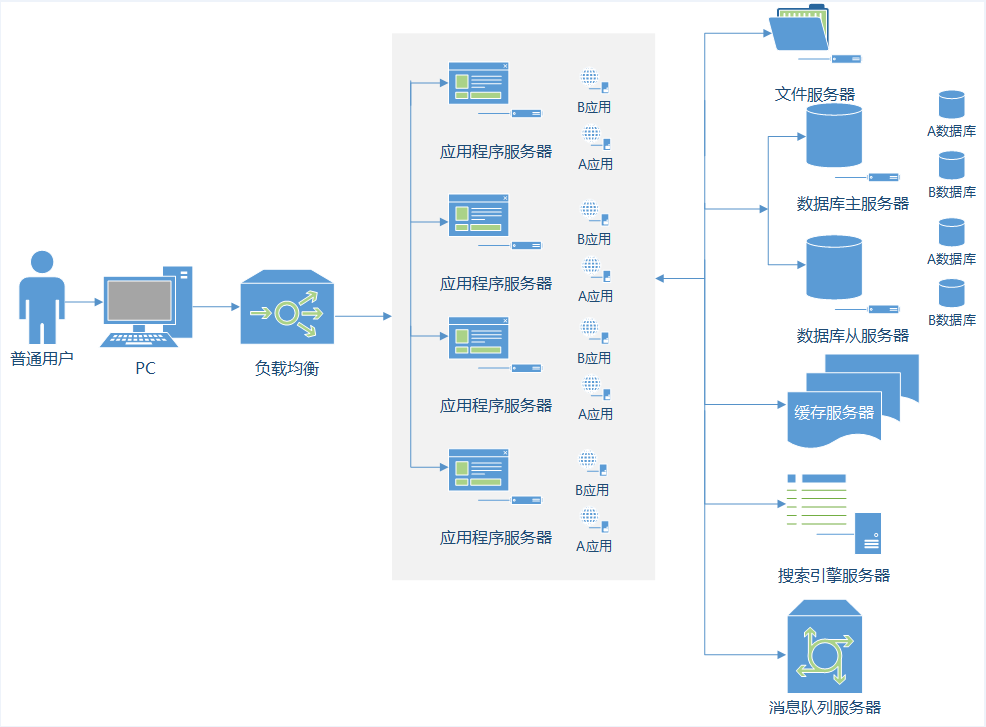 普通用户
PC
负载均衡
应用程序服务器
B应用
A应用
应用程序服务器
B应用
A应用
应用程序服务器
B应用
A应用
应用程序服务器
B应用
A应用
文件服务器
数据库主服务器
A数据库
B数据库
数据库从服务器
A数据库
B数据库
缓存服务器
搜索引擎服务器
消息队列服务器